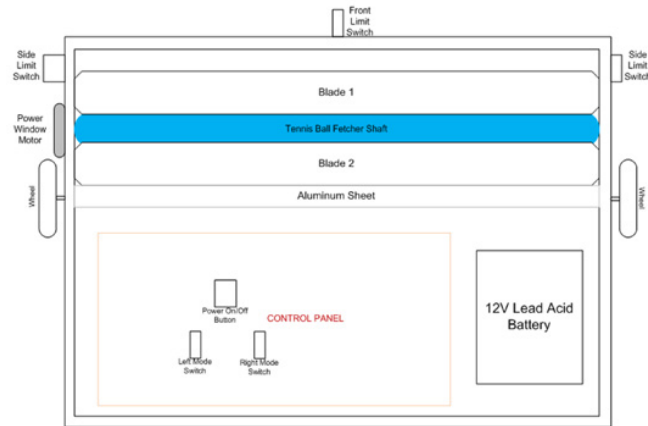 Front
Limit
Switch
Side
Limit
Switch
Side
Limit
Switch
Blade 1
Power
Window
Motor
Tennis Ball Fetcher Shaft
Blade 2
Wheel
Aluminum Sheet
Wheel
Power On/Off
Button
CONTROL PANEL
12V Lead Acid
Battery
Left Mode
Switch
Right Mode
Switch